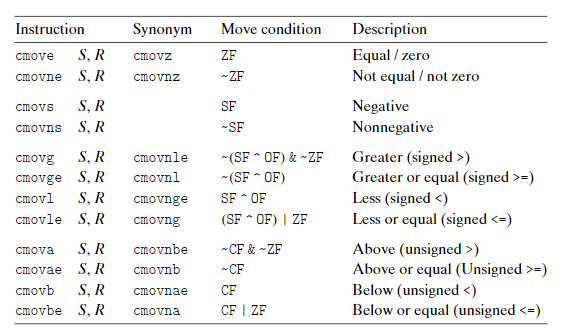 Instruction Synonym Move condition Description
cmove S, R cmovz ZF Equal / zero
cmovne S, R cmovnz ~ZF Not equal / not zero
cmovs S, R SF Negative
cmovns S, R ~SF Nonnegative
cmovg S, R cmovnle ~(SF ^ OF) & ~ZF Greater (signed >)
cmovge S, R cmovnl ~(SF ^ OF) Greater or equal (signed >=)
cmovl S, R cmovnge SF ^ OF Less (signed <)
cmovle S, R cmovng (SF ^ OF) | ZF Less or equal (signed <=)
cmova S, R cmovnbe ~CF & ~ZF Above (unsigned >)
cmovae S, R cmovnb ~CF Above or equal (Unsigned >=)
cmovb S, R cmovnae CF Below (unsigned <)
cmovbe S, R cmovna CF | ZF Below or equal (unsigned <=)